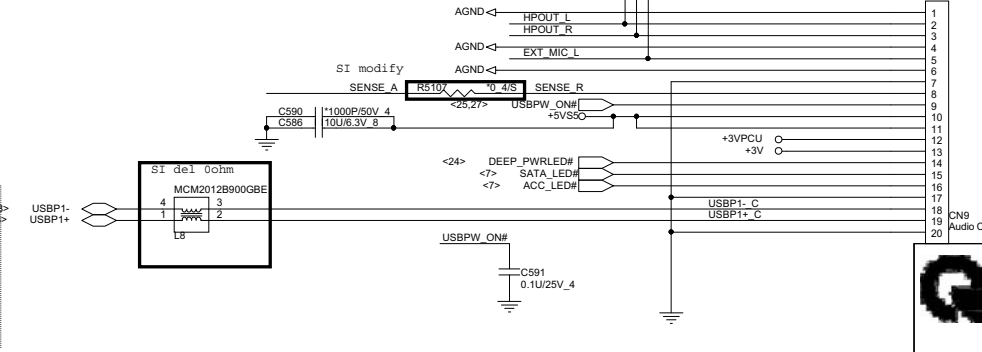 AGND
HPOUT_L
HPOUT_R
AGND
EXT_MIC_L
SI modify
AGND
SENSE_A
R5107
*0_4/S
SENSE_R
<25,27>
USBPW_ON#
+5VS5
C590
*1000P/50V_4
C586
10U/6.3V_8
+3VPCU
+3V
<24>
DEEP_PWRLED#
<7>
SATA_LED#
<7>
ACC_LED#
SI del 0ohm
MCM2012B900GBE
4
3
1
2
L8
USBP1-
USBP1+
USBP1-_C
USBP1+_C
USBPW_ON#
C591
0.1U/25V_4
1
2
3
4
5
6
7
8
9
10
11
12
13
14
15
16
17
18
19
20
CN9
Audio